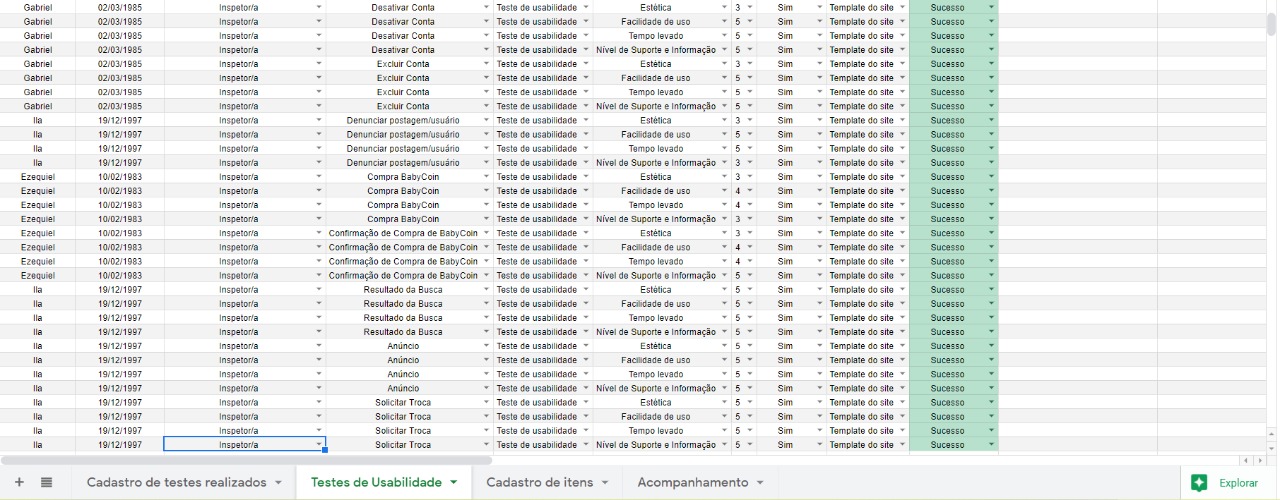 Gabriel 02/03/1985 Inspetor/a Desativar Conta Teste de usabilidade Estética 3 Sim Template do site Sucesso
Gabriel 02/03/1985 Inspetor/a Desativar Conta Teste de usabilidade Facilidade de uso 5 Sim Template do site Sucesso
Gabriel 02/03/1985 Inspetor/a Desativar Conta Teste de usabilidade Tempo levado 5 Sim Template do site Sucesso
Gabriel 02/03/1985 Inspetor/a Desativar Conta Teste de usabilidade Nível de Suporte e Informação 5 Sim Template do site Sucesso
Gabriel 02/03/1985 Inspetor/a Excluir Conta Teste de usabilidade Estética 3 Sim Template do site Sucesso
Gabriel 02/03/1985 Inspetor/a Excluir Conta Teste de usabilidade Facilidade de uso 5 Sim Template do site Sucesso
Gabriel 02/03/1985 Inspetor/a Excluir Conta Teste de usabilidade Tempo levado 5 Sim Template do site Sucesso
Gabriel 02/03/1985 Inspetor/a Excluir Conta Teste de usabilidade Nível de Suporte e Informação 5 Sim Template do site Sucesso
Ila 19/12/1997 Inspetor/a Denunciar postagem/usuário Teste de usabilidade Estética 3 Sim Template do site Sucesso
Ila 19/12/1997 Inspetor/a Denunciar postagem/usuário Teste de usabilidade Facilidade de uso 5 Sim Template do site Sucesso
Ila 19/12/1997 Inspetor/a Denunciar postagem/usuário Teste de usabilidade Tempo levado 5 Sim Template do site Sucesso
Ila 19/12/1997 Inspetor/a Denunciar postagem/usuário Teste de usabilidade Nível de Suporte e Informação 3 Sim Template do site Sucesso
Ezequiel 10/02/1983 Inspetor/a Compra BabyCoin Teste de usabilidade Estética 3 Sim Template do site Sucesso
Ezequiel 10/02/1983 Inspetor/a Compra BabyCoin Teste de usabilidade Facilidade de uso 4 Sim Template do site Sucesso
Ezequiel 10/02/1983 Inspetor/a Compra BabyCoin Teste de usabilidade Tempo levado 4 Sim Template do site Sucesso
Ezequiel 10/02/1983 Inspetor/a Compra BabyCoin Teste de usabilidade Nível de Suporte e Informação 3 Sim Template do site Sucesso
Ezequiel 10/02/1983 Inspetor/a Confirmação de Compra de BabyCoin Teste de usabilidade Estética 3 Sim Template do site Sucesso
Ezequiel 10/02/1983 Inspetor/a Confirmação de Compra de BabyCoin Teste de usabilidade Facilidade de uso 4 Sim Template do site Sucesso
Ezequiel 10/02/1983 Inspetor/a Confirmação de Compra de BabyCoin Teste de usabilidade Tempo levado 4 Sim Template do site Sucesso
Ezequiel 10/02/1983 Inspetor/a Confirmação de Compra de BabyCoin Teste de usabilidade Nível de Suporte e Informação 5 Sim Template do site Sucesso
Ila 19/12/1997 Inspetor/a Resultado da Busca Teste de usabilidade Estética 5 Sim Template do site Sucesso
Ila 19/12/1997 Inspetor/a Resultado da Busca Teste de usabilidade Facilidade de uso 5 Sim Template do site Sucesso
Ila 19/12/1997 Inspetor/a Resultado da Busca Teste de usabilidade Tempo levado 5 Sim Template do site Sucesso
Ila 19/12/1997 Inspetor/a Resultado da Busca Teste de usabilidade Nível de Suporte e Informação 5 Sim Template do site Sucesso
Ila 19/12/1997 Inspetor/a Anúncio Teste de usabilidade Estética 5 Sim Template do site Sucesso
Ila 19/12/1997 Inspetor/a Anúncio Teste de usabilidade Facilidade de uso 5 Sim Template do site Sucesso
Ila 19/12/1997 Inspetor/a Anúncio Teste de usabilidade Tempo levado 5 Sim Template do site Sucesso
Ila 19/12/1997 Inspetor/a Anúncio Teste de usabilidade Nível de Suporte e Informação 5 Sim Template do site Sucesso
Ila 19/12/1997 Inspetor/a Solicitar Troca Teste de usabilidade Estética 5 Sim Template do site Sucesso
Ila 19/12/1997 Inspetor/a Solicitar Troca Teste de usabilidade Facilidade de uso 5 Sim Template do site Sucesso
Ila 19/12/1997 Inspetor/a Solicitar Troca Teste de usabilidade Tempo levado 5 Sim Template do site Sucesso
Ila 19/12/1997 Inspetor/a Solicitar Troca Teste de usabilidade Nível de Suporte e Informação 5 Sim Template do site Sucesso
Cadastro de testes realizados Testes de Usabilidade Cadastro de itens Acompanhamento Explorar